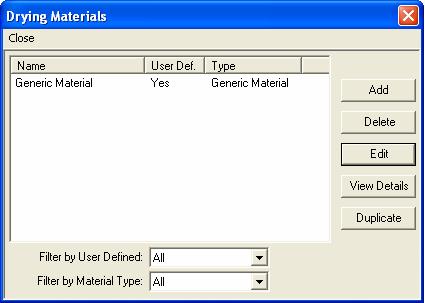 Drying Materials
Close
Name User Def. Type
Generic Material Yes Generic Material
Add
Delete
Edit
View Details
Duplicate
Filter by User Defined: All
Filter by Material Type: All